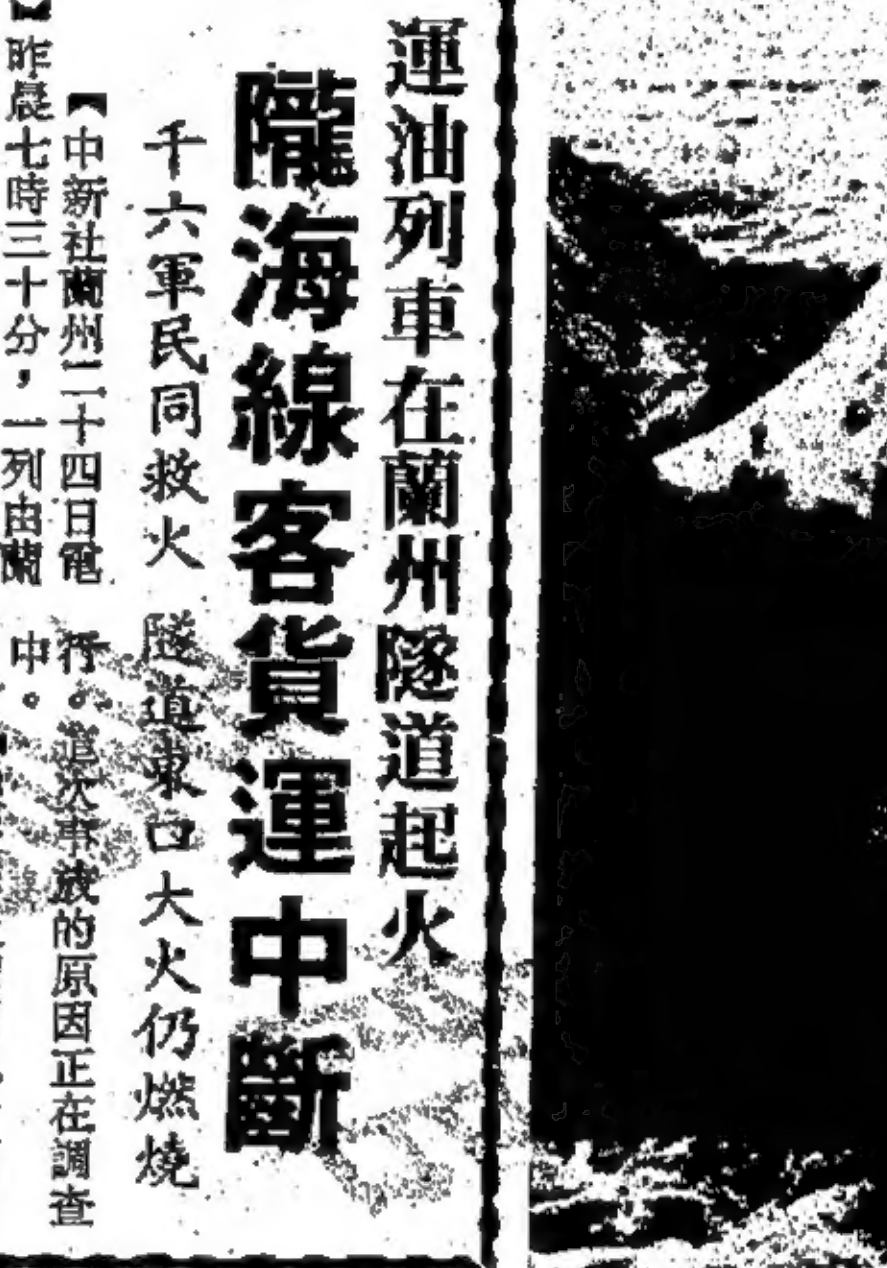 運油列車在蘭州隧道起火
隴海線客貨運中斷
千六軍民同救火 隧道東口大火仍燃燒
【中新社蘭州二十四日電
】昨晨七時三十分，一列由蘭
行。這次事故的原因正在調查
中。